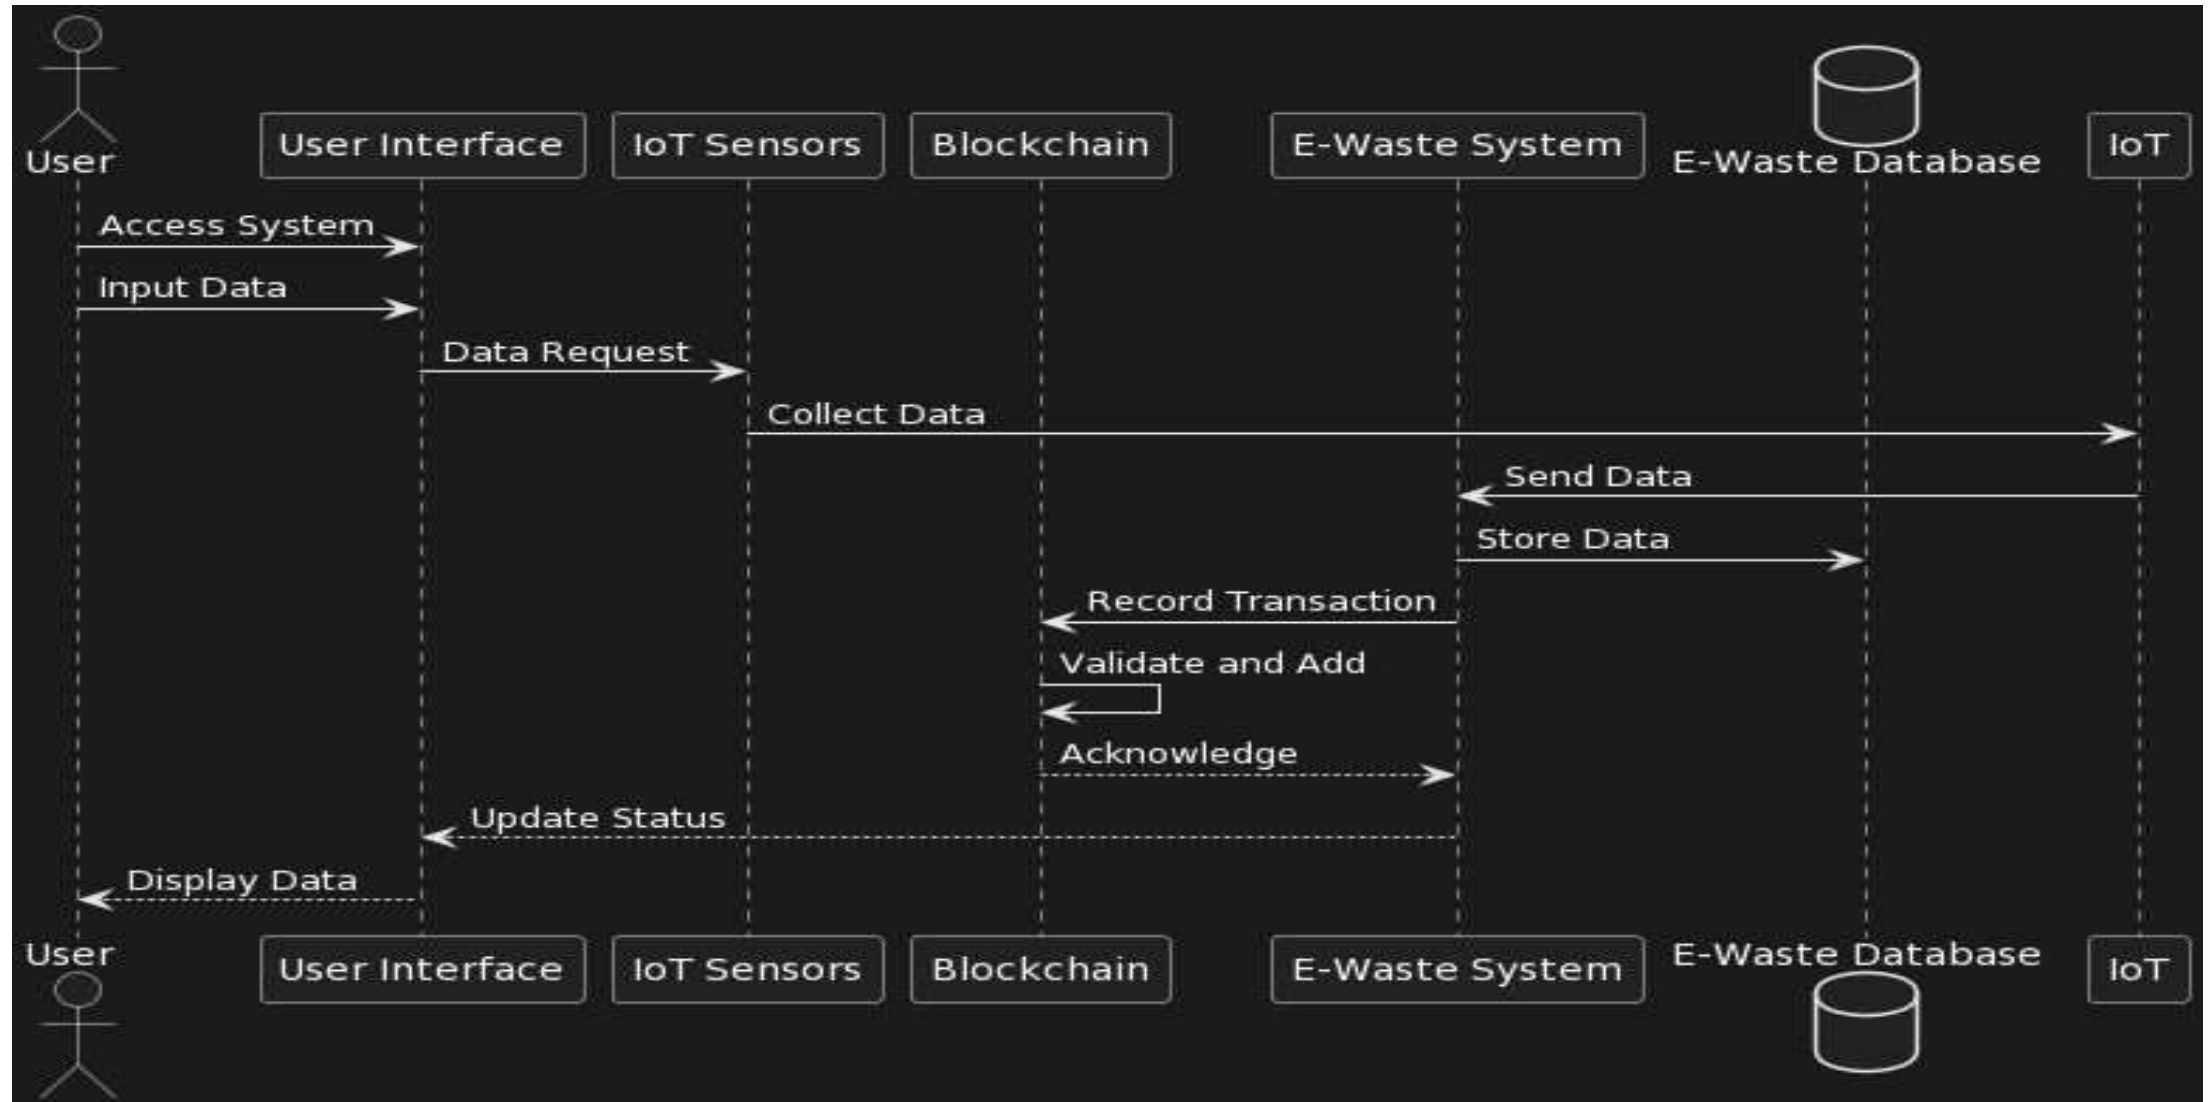 User
User Interface
IoT Sensors
Blockchain
E-Waste System
E-Waste Database
IoT
Access System
Input Data
Data Request
Collect Data
Send Data
Store Data
Record Transaction
Validate and Add
Acknowledge
Update Status
Display Data
User
User Interface
IoT Sensors
Blockchain
E-Waste System
E-Waste Database
IoT